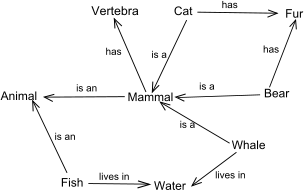 Vertebra
Cat
has
Fur
has
is a
has
Animal
is an
Mammal
is a
Bear
is an
is a
Whale
Fish
lives in
Water
lives in